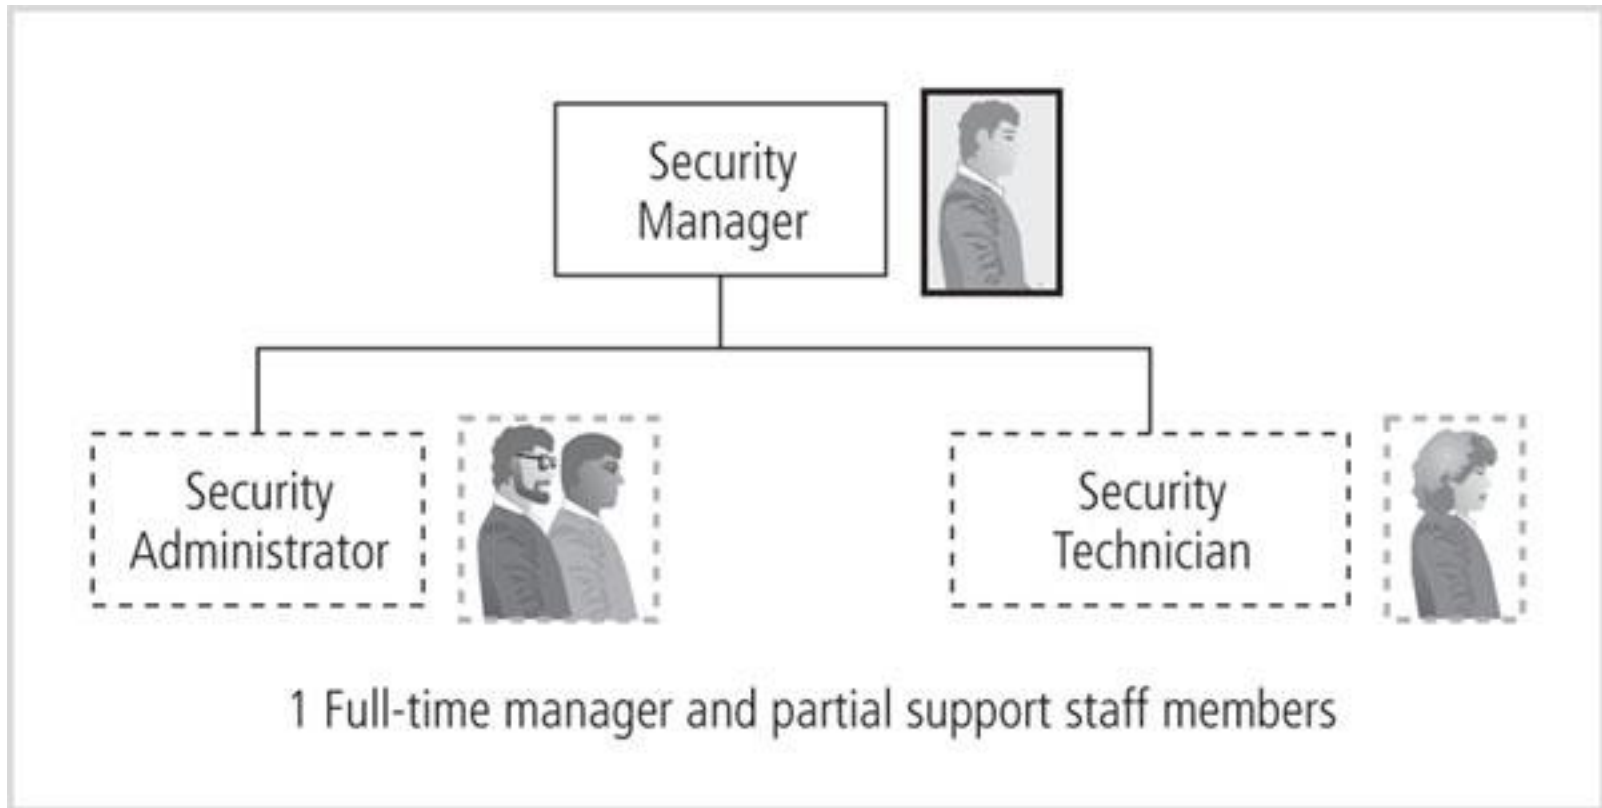 Security
Manager
Security
Administrator
Security
Technician
1 Full-time manager and partial support staff members